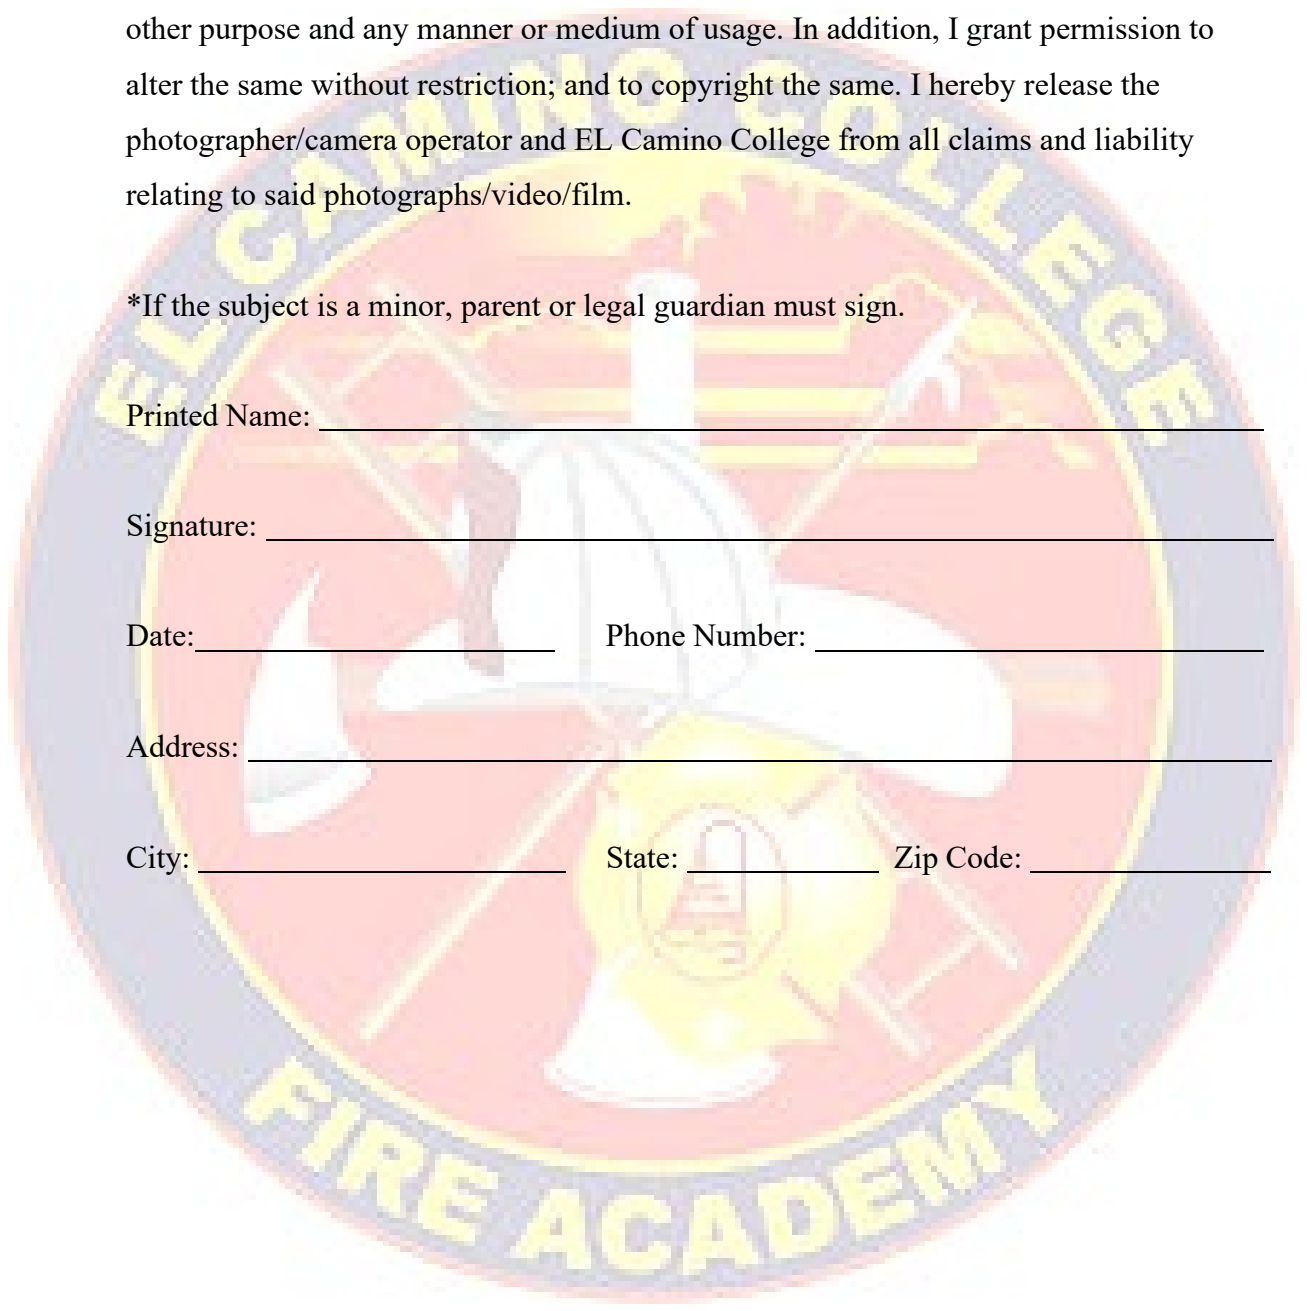 other purpose and any manner or medium of usage. In addition, I grant permission to
alter the same without restriction; and to copyright the same. I hereby release the
photographer/camera operator and EL Camino College from all claims and liability
relating to said photographs/video/film.
*If the subject is a minor, parent or legal guardian must sign.
Printed Name:
Signature:
Date: Phone Number:
Address:
City: State: Zip Code:
EL CAMINO COLLEGE
FIRE ACADEMY